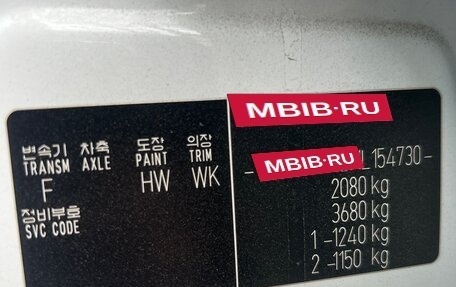 MBIB.RU
변속기 차축 도장 의장
TRANSM AXLE PAINT TRIM
F HW WK
정비부호
SVC CODE
MBIB.RU
L154730-
2080 kg
3680 kg
1-1240 kg
2-1150 kg